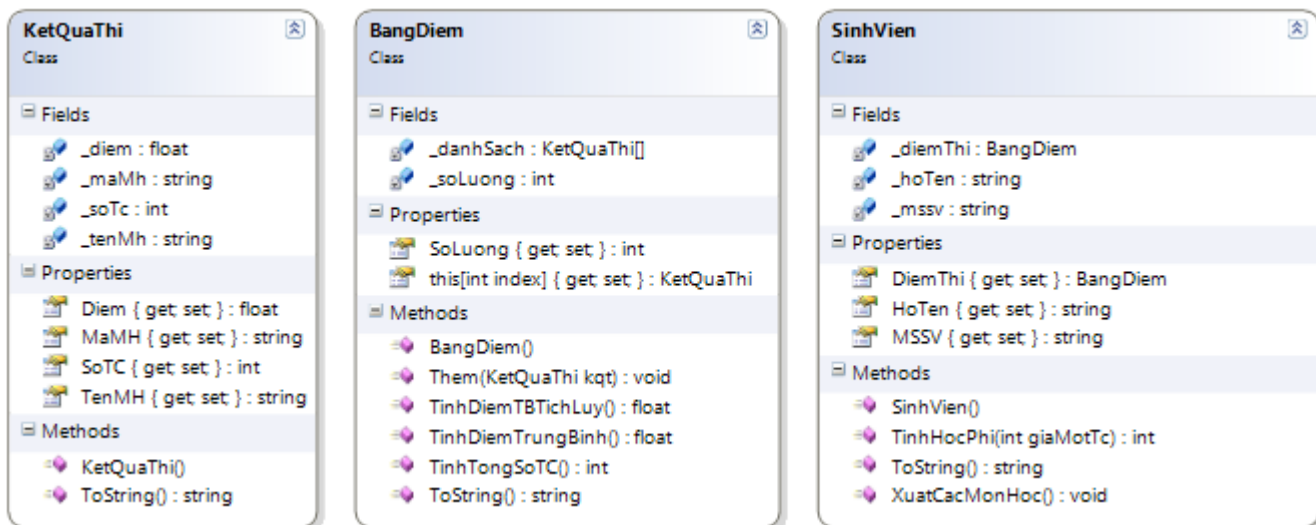 KetQuaThi
Class
Fields
_diem : float
_maMh : string
_soTc : int
_tenMh : string
Properties
Diem { get; set; } : float
MaMH { get; set; } : string
SoTC { get; set; } : int
TenMH { get; set; } : string
Methods
KetQuaThi()
ToString() : string
BangDiem
Class
Fields
_danhSach : KetQuaThi[]
_soLuong : int
Properties
SoLuong { get; set; } : int
this[int index] { get; set; } : KetQuaThi
Methods
BangDiem()
Them(KetQuaThi kqt) : void
TinhDiemTBTichLuy() : float
TinhDiemTrungBinh() : float
TinhTongSoTC() : int
ToString() : string
SinhVien
Class
Fields
_diemThi : BangDiem
_hoTen : string
_mssv : string
Properties
DiemThi { get; set; } : BangDiem
HoTen { get; set; } : string
MSSV { get; set; } : string
Methods
SinhVien()
TinhHocPhi(int giaMotTc) : int
ToString() : string
XuatCacMonHoc() : void